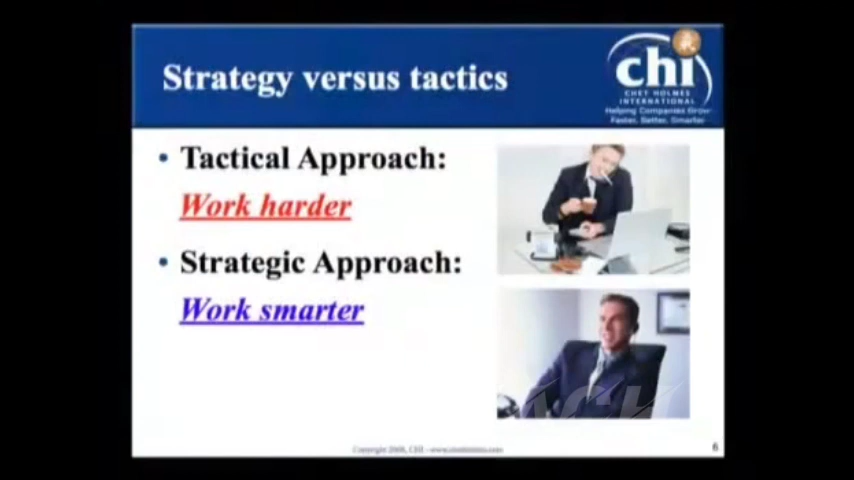 Strategy versus tactics
chi
CHET HOLMES
INTERNATIONAL
Helping Companies Grow
Faster, Better, Smarter
• Tactical Approach:
Work harder
• Strategic Approach:
Work smarter
6